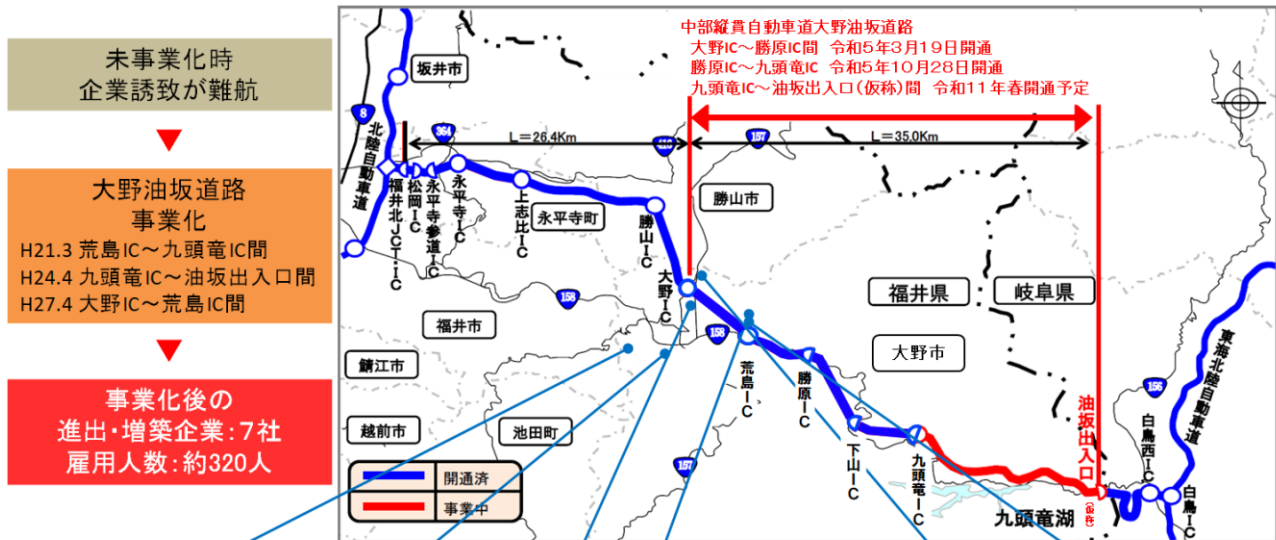 未事業化時
企業誘致が難航
大野油坂道路
事業化
H21.3 荒島IC～九頭竜IC間
H24.4 九頭竜IC～油坂出入口間
H27.4 大野IC～荒島IC間
事業化後の
進出・増築企業：７社
雇用人数：約320人
中部縦貫自動車道大野油坂道路
大野IC～勝原IC間　令和５年３月１９日開通
勝原IC～九頭竜IC　令和５年１０月２８日開通
九頭竜IC～油坂出入口（仮称）間　令和１１年春開通予定
坂井市
8
364
L＝26.4Km
416
157
L＝35.0Km
北陸自動車道
福井北JCT・IC
松岡IC
永平寺参道IC
永平寺IC
上志比IC
永平寺町
勝山IC
勝山市
大野IC
158
福井市
福井県
岐阜県
158
大野市
荒島IC
勝原IC
下山IC
九頭竜IC
油坂出入口
（仮称）
東海北陸自動車道
156
白鳥西IC
白鳥IC
鯖江市
越前市
池田町
157
九頭竜湖
開通済
事業中